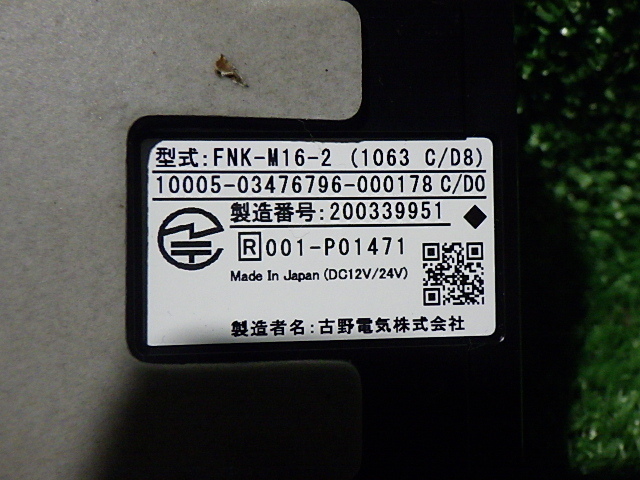 型式:FNK-M16-2 (1063 C/D8)
10005-03476796-000178 C/D0
製造番号:200339951
R 001-P01471
Made In Japan (DC12V/24V)
製造者名:古野電気株式会社